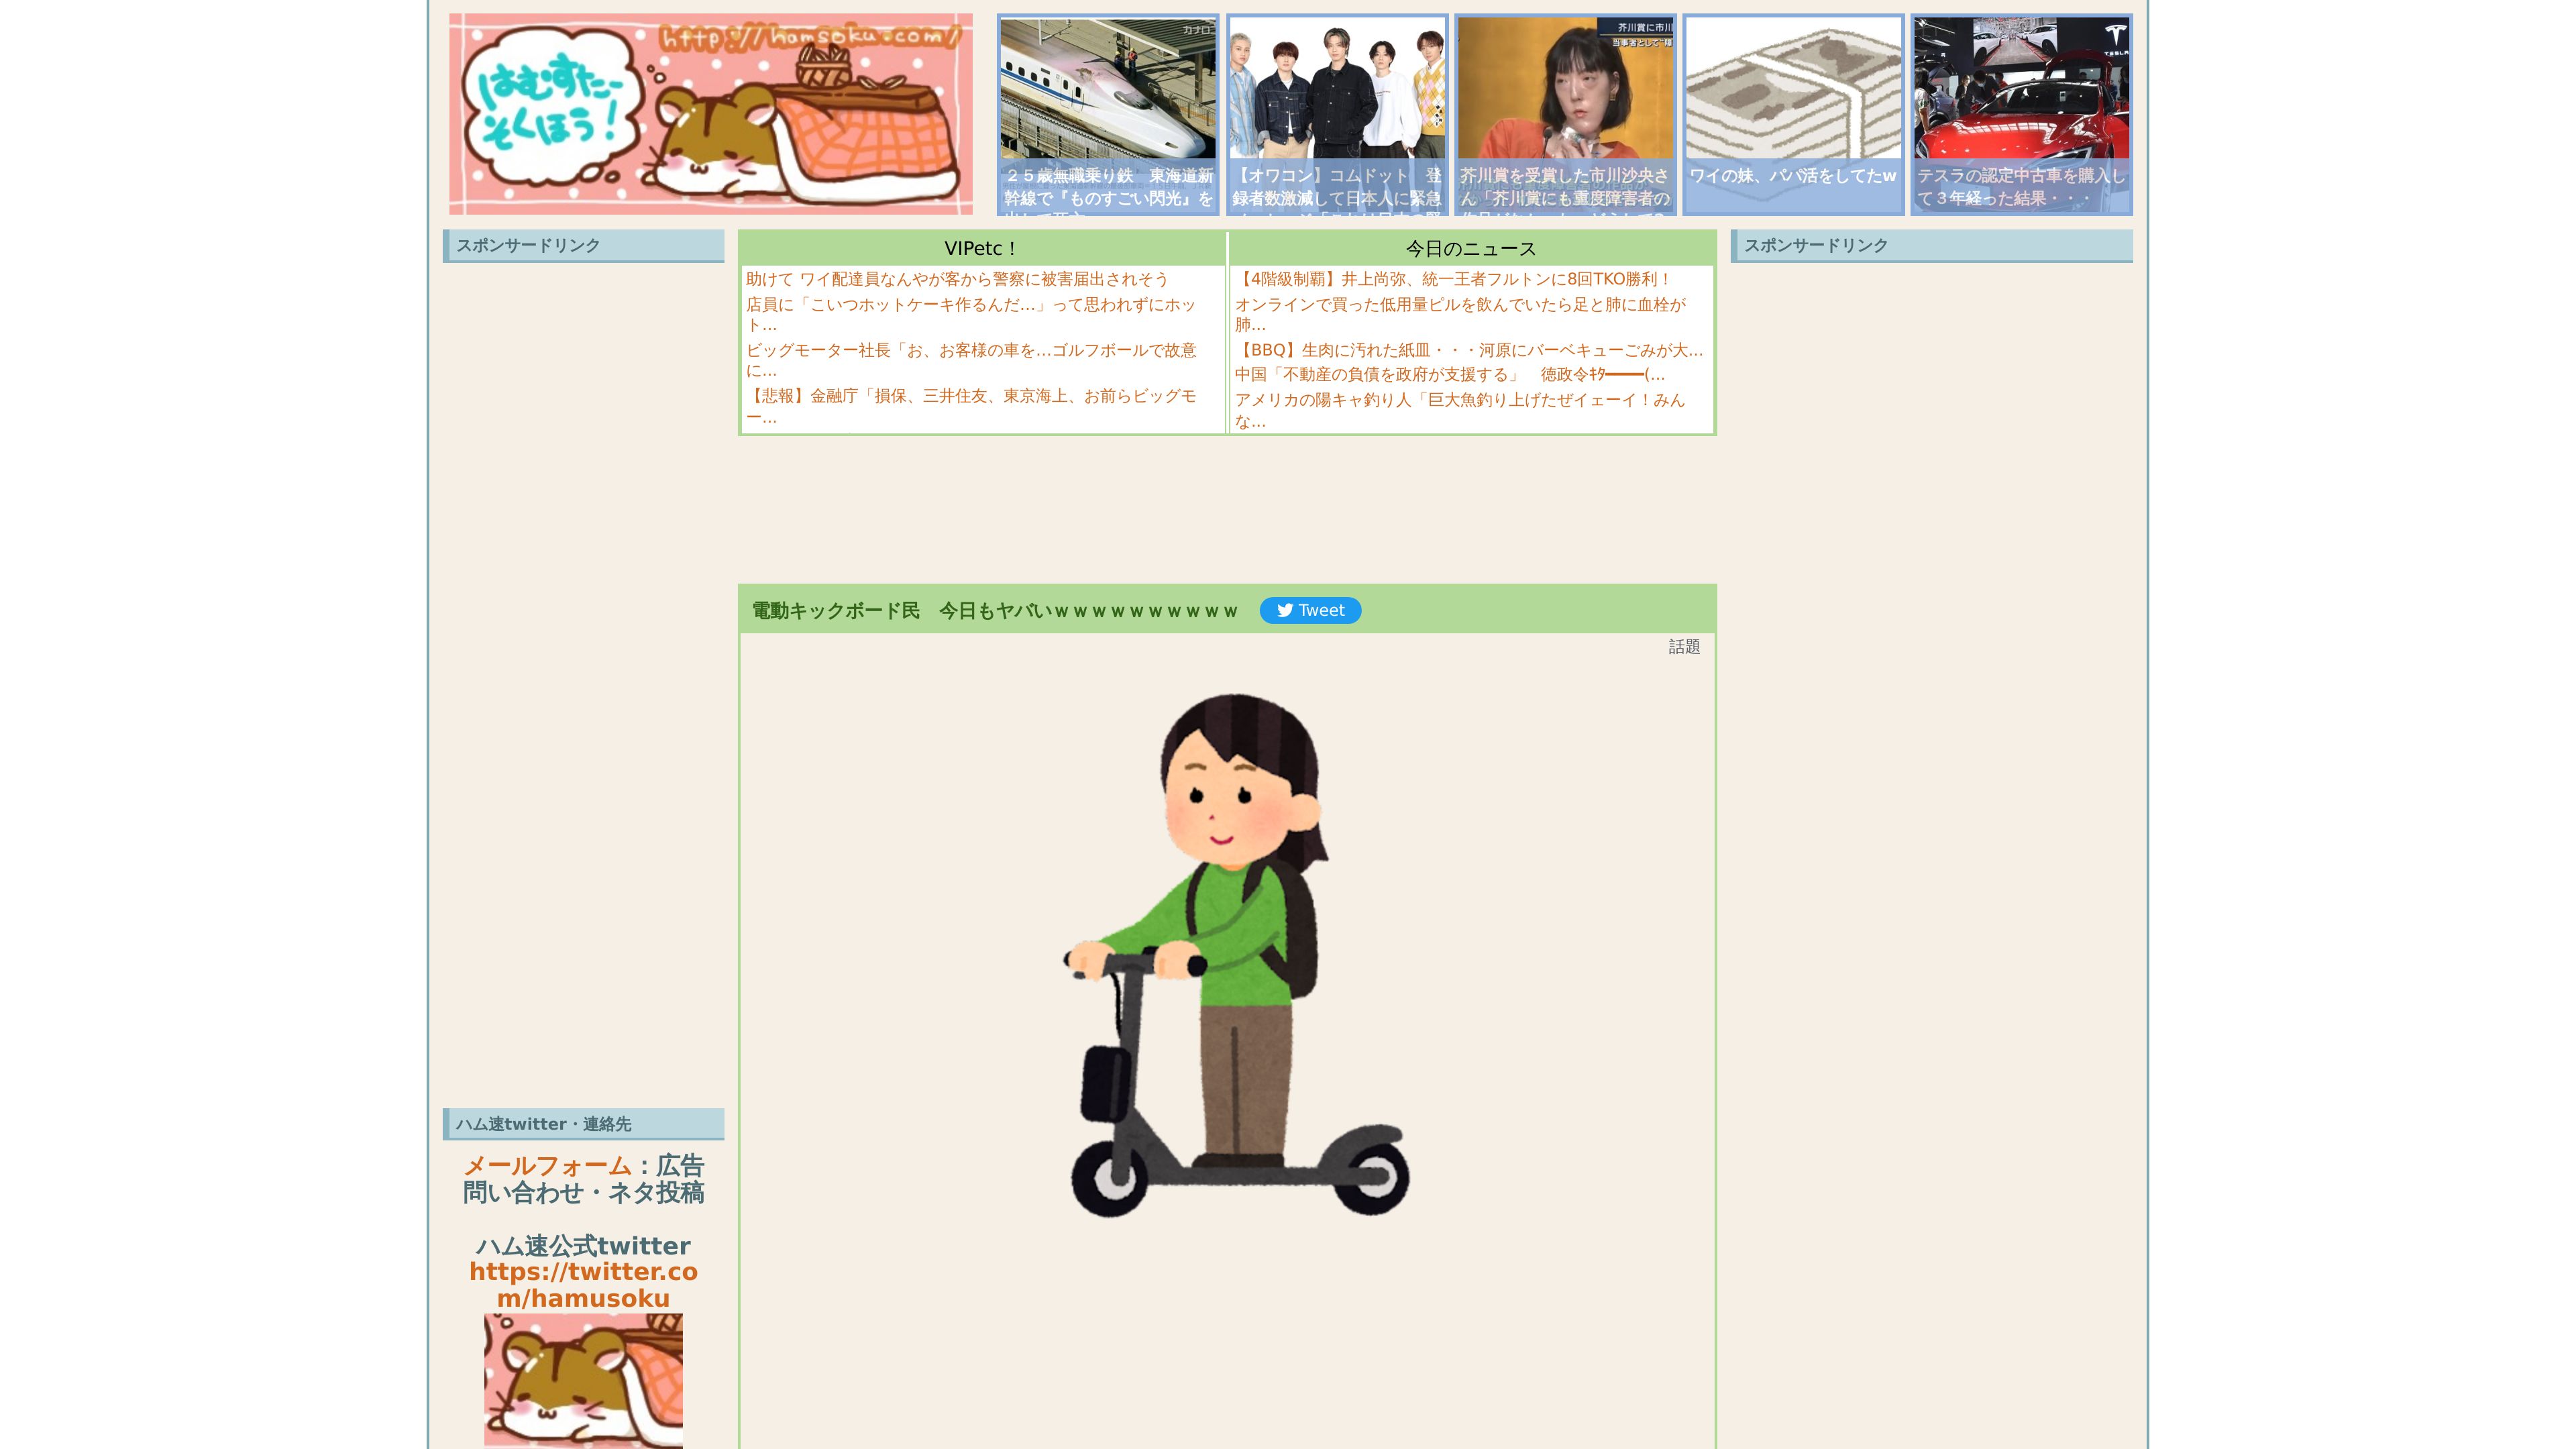 http://hamsoku.com/
はむすたー
そくほう！
カナロ
２５歳無職乗り鉄　東海道新
幹線で『ものすごい閃光』を
【オワコン】コムドット　登
録者数激減して日本人に緊急
芥川賞に市川
当事者として"障
芥川賞を受賞した市川沙央さ
ん「芥川賞にも重度障害者の
ワイの妹、パパ活をしてたw
TESLA
テスラの認定中古車を購入し
て３年経った結果・・・
スポンサードリンク
VIPetc！
助けて ワイ配達員なんやが客から警察に被害届出されそう
店員に「こいつホットケーキ作るんだ…」って思われずにホッ
ト…
ビッグモーター社長「お、お客様の車を…ゴルフボールで故意
に…
【悲報】金融庁「損保、三井住友、東京海上、お前らビッグモ
ー…
今日のニュース
【4階級制覇】井上尚弥、統一王者フルトンに8回TKO勝利！
オンラインで買った低用量ピルを飲んでいたら足と肺に血栓が
肺…
【BBQ】生肉に汚れた紙皿・・・河原にバーベキューごみが大…
中国「不動産の負債を政府が支援する」　徳政令ｷﾀ━━━(…
アメリカの陽キャ釣り人「巨大魚釣り上げたぜイェーイ！みん
な…
スポンサードリンク
電動キックボード民　今日もヤバいｗｗｗｗｗｗｗｗｗｗ
Tweet
話題
ハム速twitter・連絡先
メールフォーム：広告
問い合わせ・ネタ投稿
ハム速公式twitter
https://twitter.co
m/hamusoku